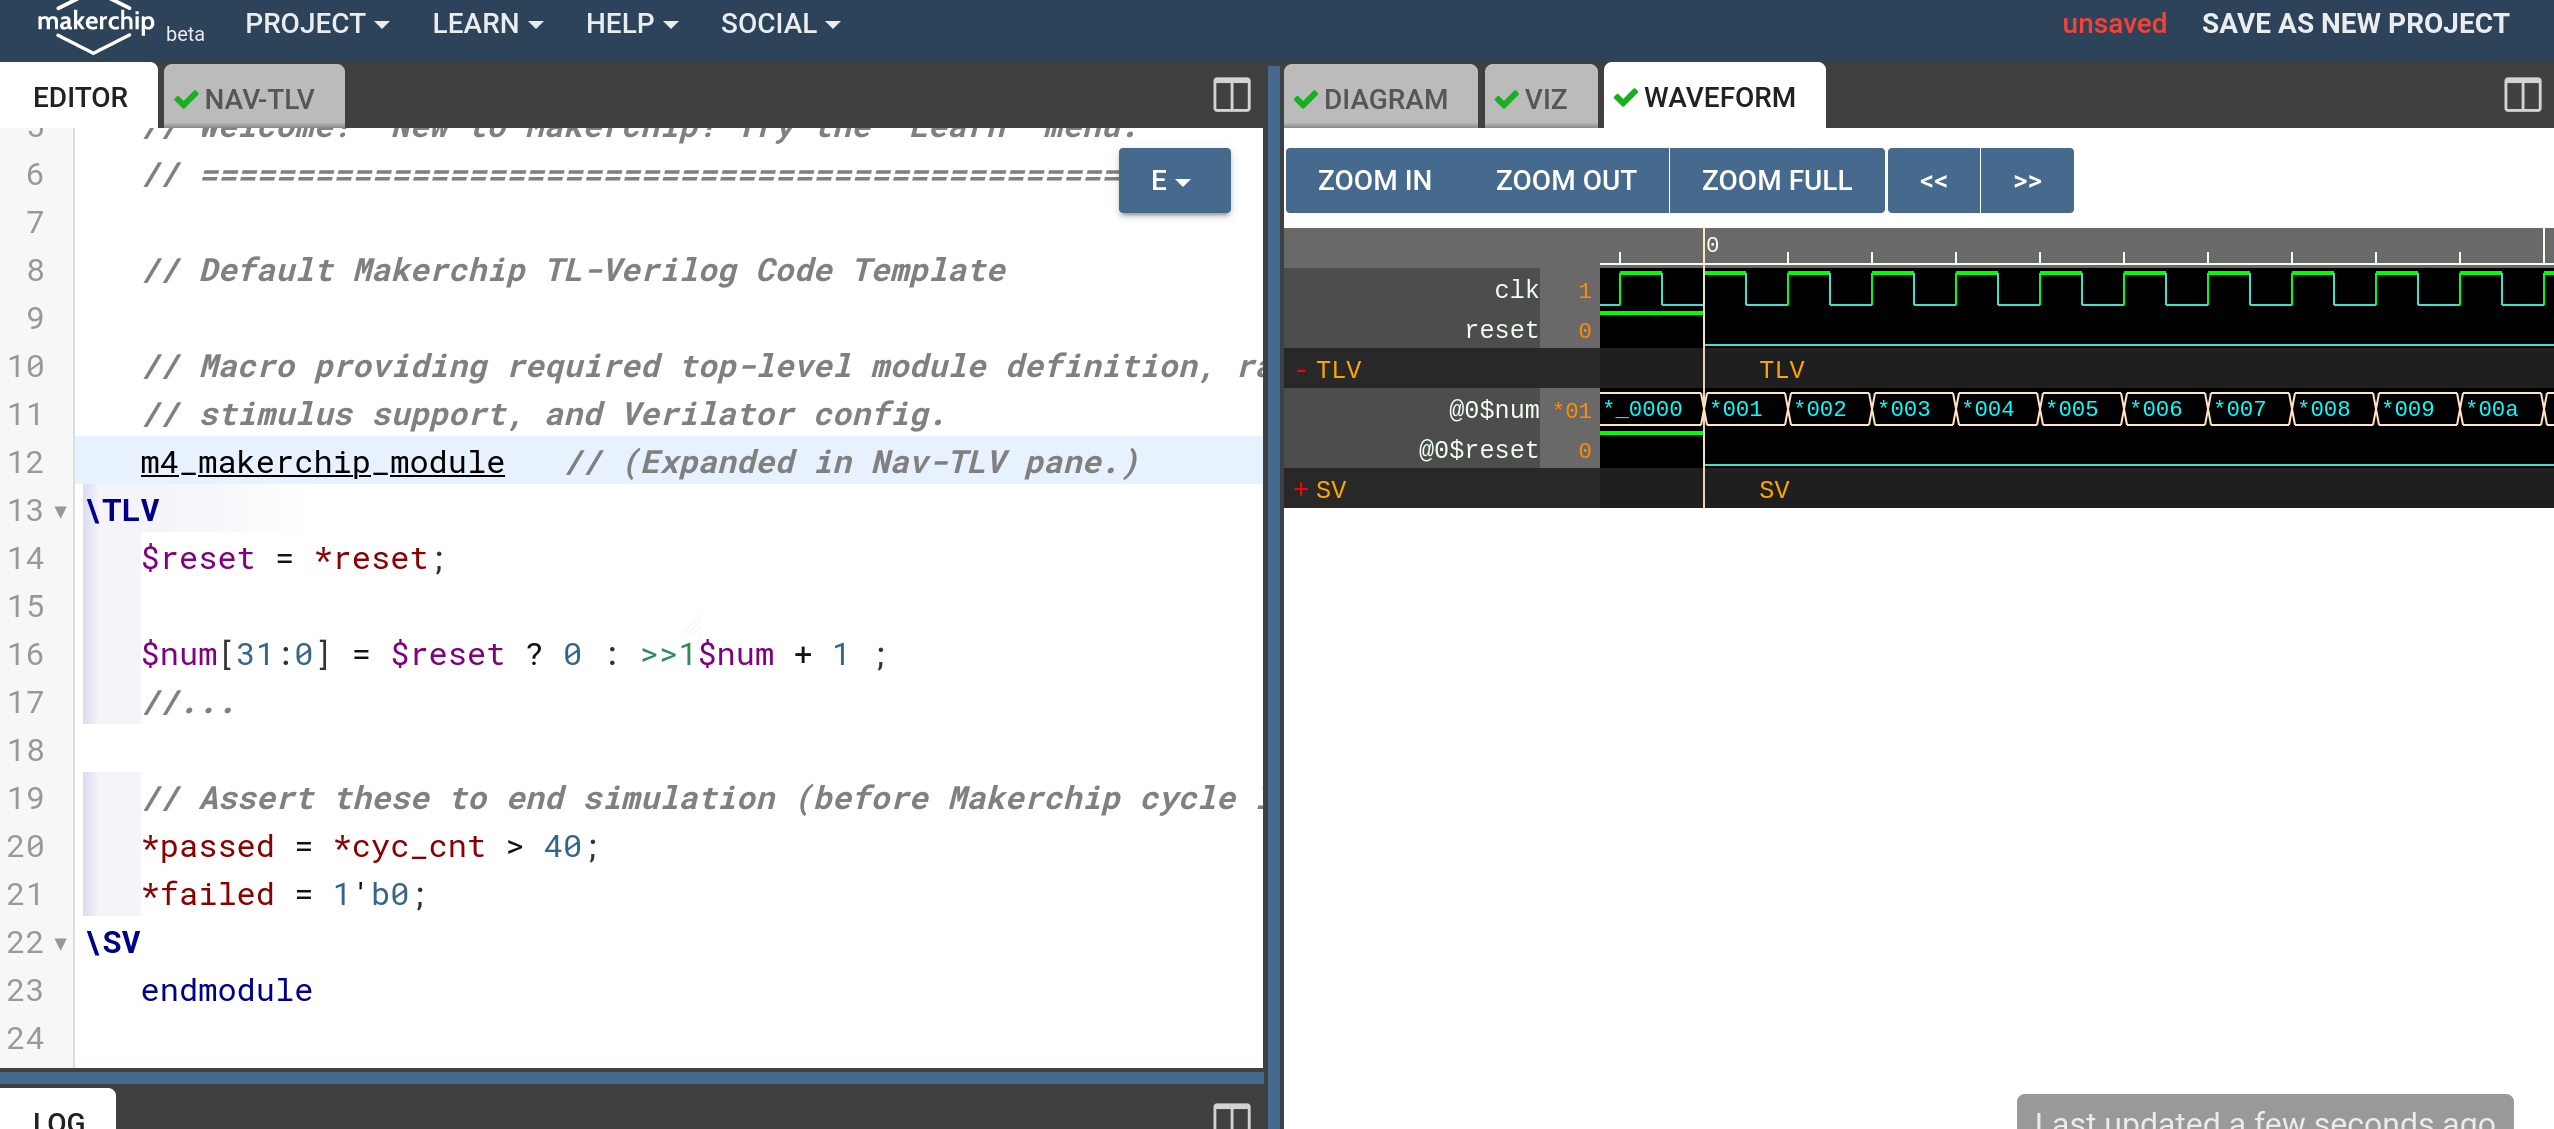 makerchip beta PROJECT LEARN HELP SOCIAL unsaved SAVE AS NEW PROJECT
EDITOR NAV-TLV
5 // Welcome! New to Makerchip? Try the "Learn" menu.
6 // ================================================
E
7
8 // Default Makerchip TL-Verilog Code Template
9
10 // Macro providing required top-level module definition, ra
11 // stimulus support, and Verilator config.
12 m4_makerchip_module // (Expanded in Nav-TLV pane.)
13 \TLV
14 $reset = *reset;
15
16 $num[31:0] = $reset ? 0 : >>1$num + 1 ;
17 //...
18
19 // Assert these to end simulation (before Makerchip cycle
20 *passed = *cyc_cnt > 40;
21 *failed = 1'b0;
22 \SV
23 endmodule
24
LOG
DIAGRAM VIZ WAVEFORM
ZOOM IN ZOOM OUT ZOOM FULL << >>
0
clk 1
reset 0
- TLV TLV
@0$num *01 *_0000 *001 *002 *003 *004 *005 *006 *007 *008 *009 *00a
@0$reset 0
+ SV SV
Last updated a few seconds ago